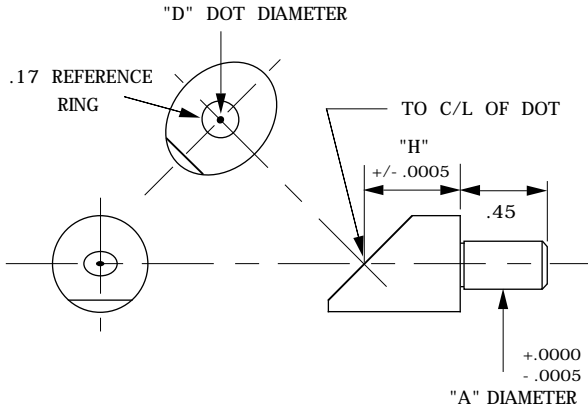 "D" DOT DIAMETER
.17 REFERENCE
RING
TO C/L OF DOT
"H"
+/- .0005
.45
+.0000
- .0005
"A" DIAMETER